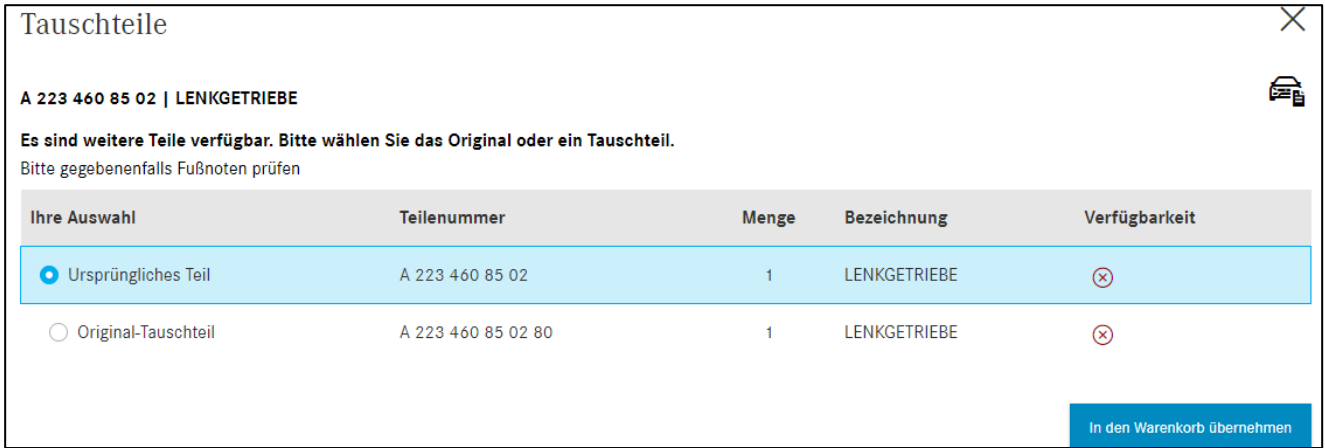 Tauschteile
A 223 460 85 02 | LENKGETRIEBE
Es sind weitere Teile verfügbar. Bitte wählen Sie das Original oder ein Tauschteil.
Bitte gegebenenfalls Fußnoten prüfen
Ihre Auswahl Teilenummer Menge Bezeichnung Verfügbarkeit
Ursprüngliches Teil A 223 460 85 02 1 LENKGETRIEBE
Original-Tauschteil A 223 460 85 02 80 1 LENKGETRIEBE
In den Warenkorb übernehmen